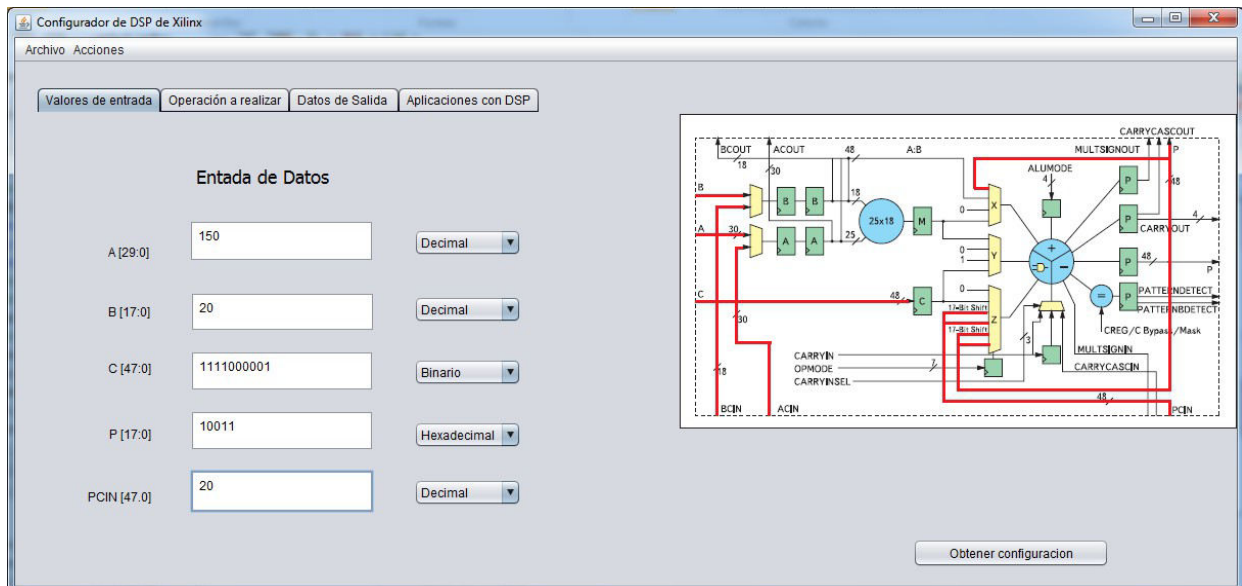 Configurador de DSP de Xilinx
Archivo Acciones
Valores de entrada Operación a realizar Datos de Salida Aplicaciones con DSP
Entada de Datos
A [29:0] 150 Decimal
B [17:0] 20 Decimal
C [47:0] 1111000001 Binario
P [17:0] 10011 Hexadecimal
PCIN [47.0] 20 Decimal
CARRYCASCOUT
BCOUT ACOUT 48 A:B MULTSIGNOUT P
18 30 ALUMODE 48
4 P
B 18 X
B B 0 P 4
25x18 M CARRYOUT
A 30 A A 25 0 Y + P 48
1 - P
C 48 C 0 = P PATTERNDETECT
17-Bit Shift Z PATTERNBDETECT
30 17-Bit Shift CREG/C Bypass/Mask
3
CARRYIN MULTSIGNIN
18 OPMODE 7 CARRYCASCIN
CARRYINSEL
48
BCIN ACIN PCIN
Obtener configuracion